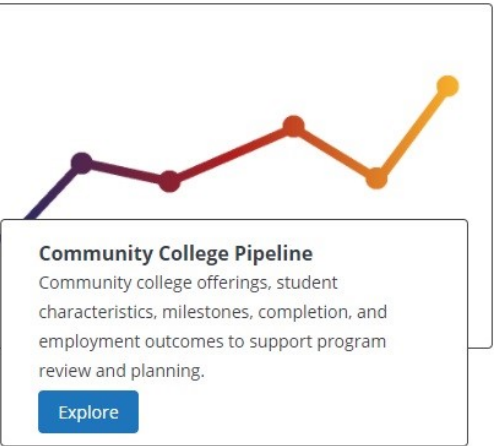 Community College Pipeline
Community college offerings, student
characteristics, milestones, completion, and
employment outcomes to support program
review and planning.
Explore